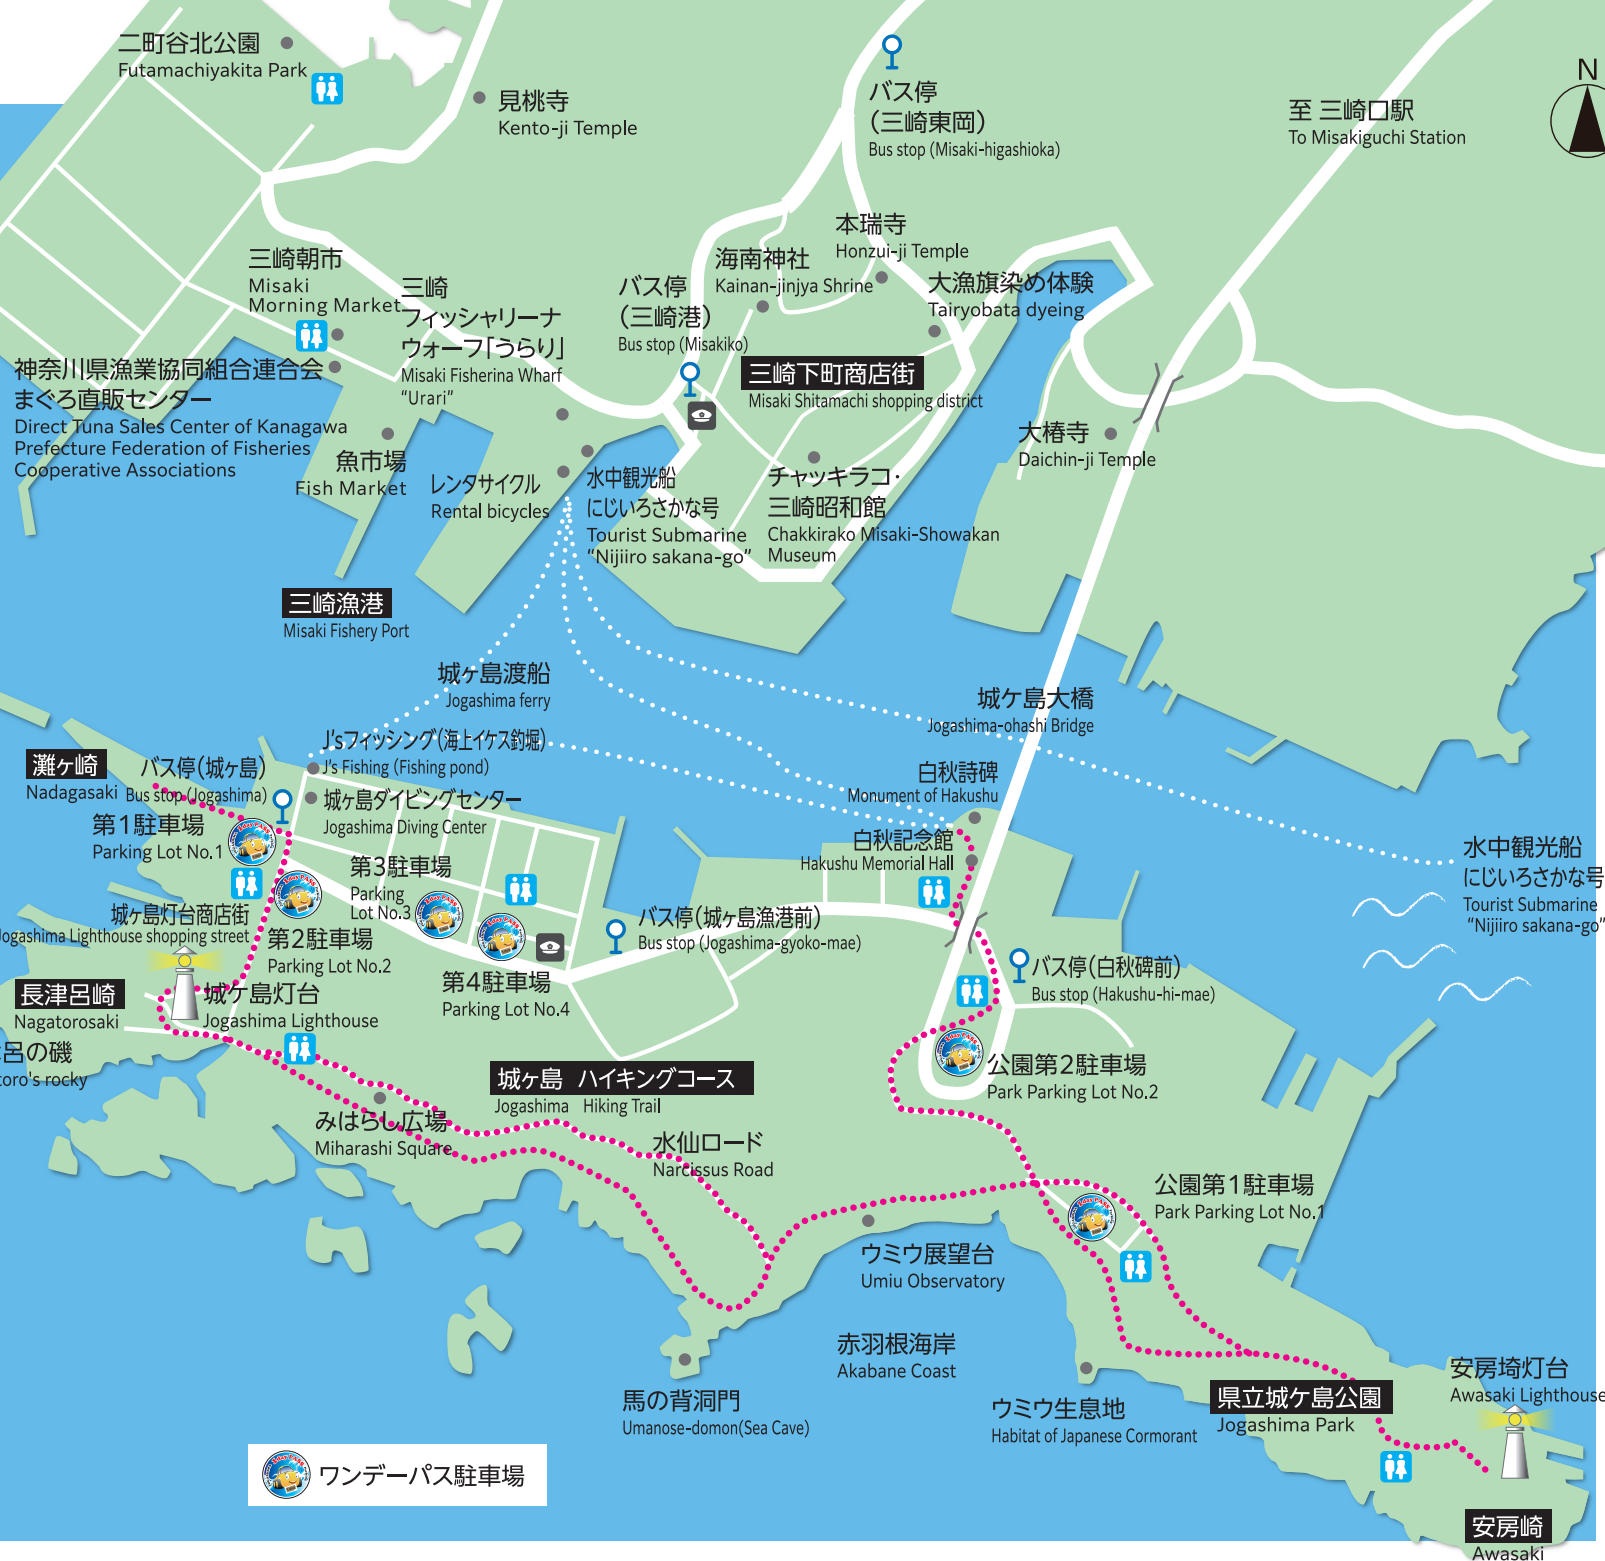 二町谷北公園
Futamachiyakita Park
見桃寺
Kento-ji Temple
バス停
(三崎東岡)
Bus stop (Misaki-higashioka)
至 三崎口駅
To Misakiguchi Station
N
三崎朝市
Misaki
Morning Market
三崎
フィッシャリーナ
ウォーフ「うらり」
Misaki Fisherina Wharf
“Urari”
バス停
(三崎港)
Bus stop (Misakiko)
海南神社
Kainan-jinjya Shrine
本瑞寺
Honzui-ji Temple
大漁旗染め体験
Tairyobata dyeing
神奈川県漁業協同組合連合会
まぐろ直販センター
Direct Tuna Sales Center of Kanagawa
Prefecture Federation of Fisheries
Cooperative Associations
三崎下町商店街
Misaki Shitamachi shopping district
魚市場
Fish Market
レンタサイクル
Rental bicycles
水中観光船
にじいろさかな号
Tourist Submarine
“Nijiiro sakana-go”
チャッキラコ・
三崎昭和館
Chakkirako Misaki-Showakan
Museum
大椿寺
Daichin-ji Temple
三崎漁港
Misaki Fishery Port
城ヶ島渡船
Jogashima ferry
城ケ島大橋
Jogashima-ohashi Bridge
灘ヶ崎
Nadagasaki
バス停(城ヶ島)
Bus stop (Jogashima)
J'sフィッシング(海上イケス釣堀)
J's Fishing (Fishing pond)
城ヶ島ダイビングセンター
Jogashima Diving Center
白秋詩碑
Monument of Hakushu
白秋記念館
Hakushu Memorial Hall
第1駐車場
Parking Lot No.1
第3駐車場
Parking
Lot No.3
水中観光船
にじいろさかな号
Tourist Submarine
“Nijiiro sakana-go”
城ヶ島灯台商店街
Jogashima Lighthouse shopping street
第2駐車場
Parking Lot No.2
バス停(城ヶ島漁港前)
Bus stop (Jogashima-gyoko-mae)
第4駐車場
Parking Lot No.4
バス停(白秋碑前)
Bus stop (Hakushu-hi-mae)
長津呂崎
Nagatorosaki
城ケ島灯台
Jogashima Lighthouse
呂の磯
toro's rocky
公園第2駐車場
Park Parking Lot No.2
城ヶ島 ハイキングコース
Jogashima Hiking Trail
みはらし広場
Miharashi Square
水仙ロード
Narcissus Road
公園第1駐車場
Park Parking Lot No.1
ウミウ展望台
Umiu Observatory
赤羽根海岸
Akabane Coast
馬の背洞門
Umanose-domon(Sea Cave)
ウミウ生息地
Habitat of Japanese Cormorant
県立城ケ島公園
Jogashima Park
安房埼灯台
Awasaki Lighthouse
ワンデーパス駐車場
安房崎
Awasaki